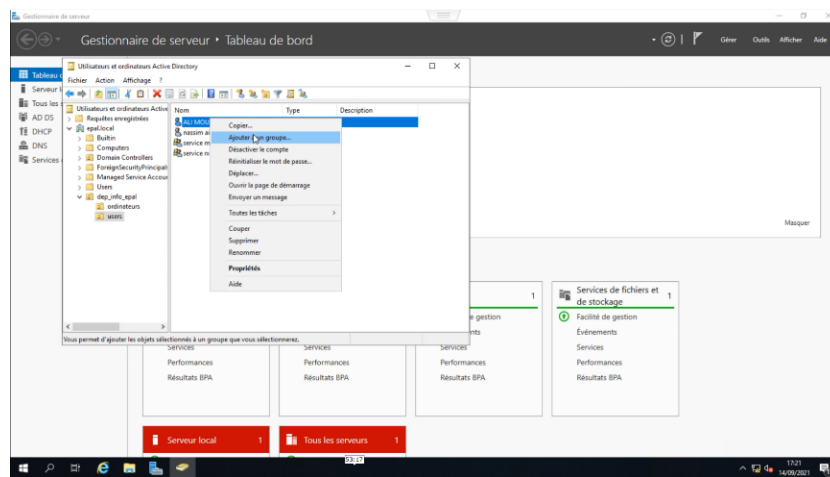 Gestionnaire de serveur
Gestionnaire de serveur • Tableau de bord
Gérer Outils Afficher Aide
Tableau
Serveur
Tous les
AD DS
DHCP
DNS
Services
Utilisateurs et ordinateurs Active Directory
Fichier Action Affichage ?
Utilisateurs et ordinateurs Active
Requêtes enregistrées
epal.local
Builtin
Computers
Domain Controllers
ForeignSecurityPrincipals
Managed Service Accour
Users
dep_info_epal
ordinateurs
users
Nom Type Description
ALI MOU
nassim ai
service m
service n
Copier...
Ajouter à un groupe...
Désactiver le compte
Réinitialiser le mot de passe...
Déplacer...
Ouvrir la page de démarrage
Envoyer un message
Toutes les tâches
Couper
Supprimer
Renommer
Propriétés
Aide
Vous permet d'ajouter les objets sélectionnés à un groupe que vous sélectionnerez.
Masquer
1
e gestion
nts
Services
Performances
Résultats BPA
Services
Performances
Résultats BPA
Services
Performances
Résultats BPA
Services de fichiers et de stockage 1
Facilité de gestion
Événements
Services
Performances
Résultats BPA
Serveur local 1
Tous les serveurs 1
53:17
17:21
14/09/2021